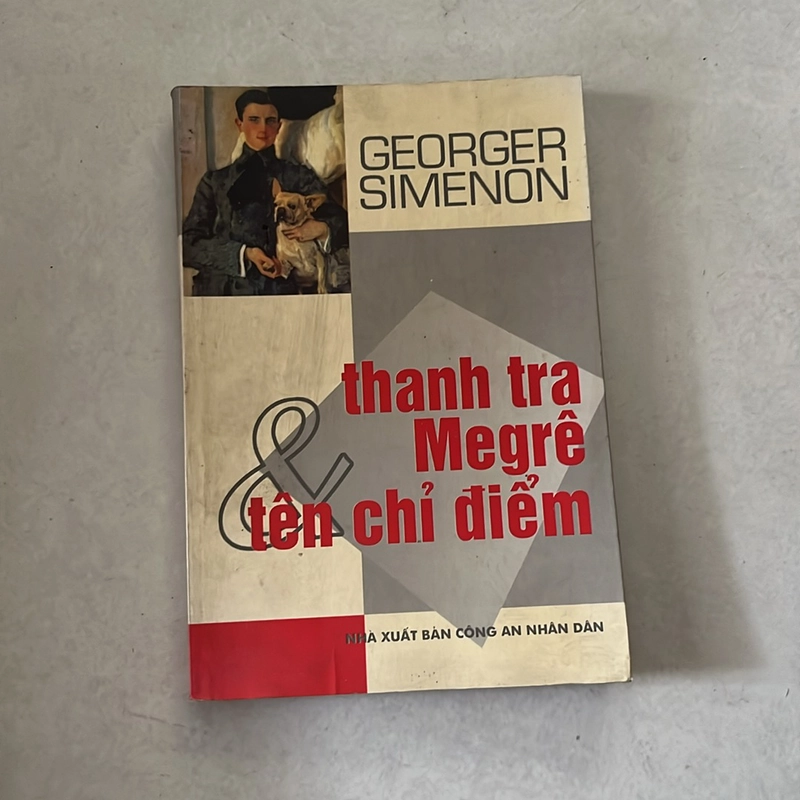 GEORGER
SIMENON
thanh tra
Megrê
& tên chỉ điểm
NHÀ XUẤT BẢN CÔNG AN NHÂN DÂN